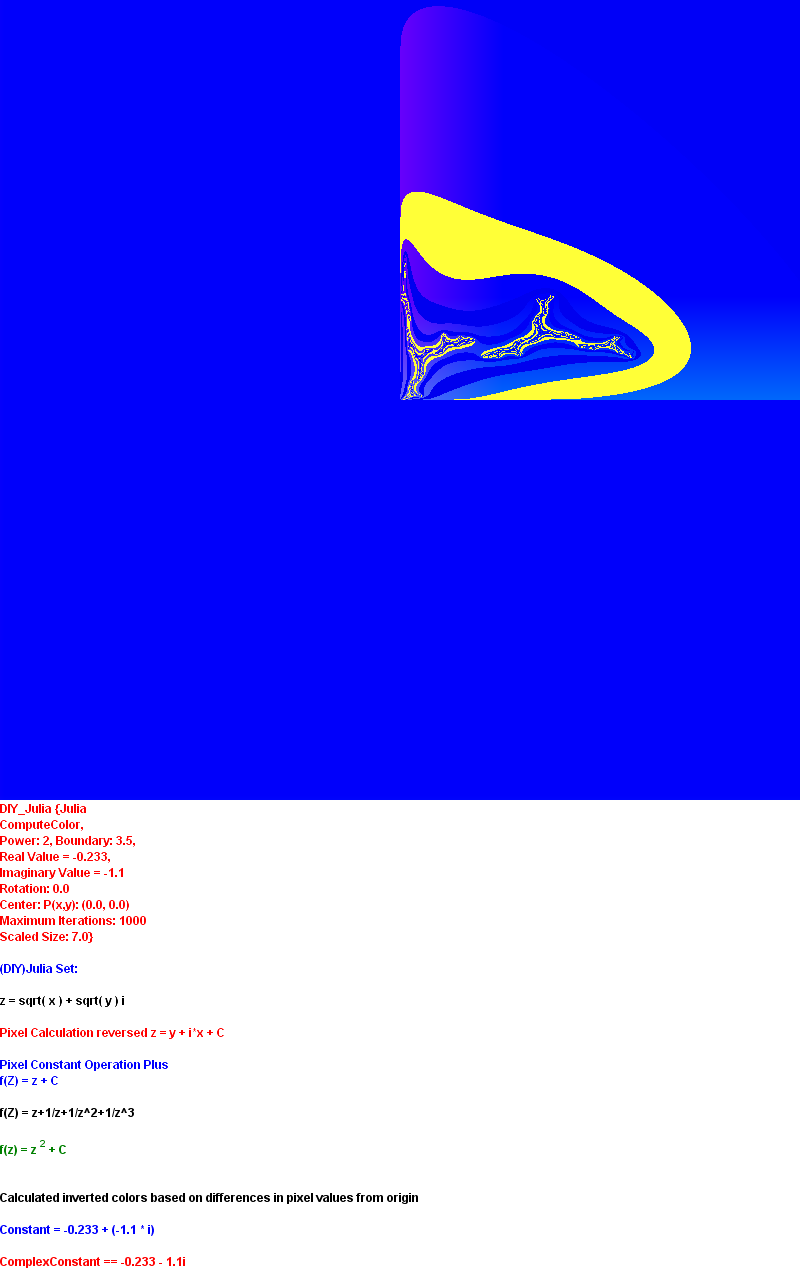 DIY_Julia {Julia
ComputeColor,
Power: 2, Boundary: 3.5,
Real Value = -0.233,
Imaginary Value = -1.1
Rotation: 0.0
Center: P(x,y): (0.0, 0.0)
Maximum Iterations: 1000
Scaled Size: 7.0}
(DIY)Julia Set:
z = sqrt( x ) + sqrt( y ) i
Pixel Calculation reversed z = y + i*x + C
Pixel Constant Operation Plus
f(Z) = z + C
f(Z) = z+1/z+1/z^2+1/z^3
f(z) = z 2 + C
Calculated inverted colors based on differences in pixel values from origin
Constant = -0.233 + (-1.1 * i)
ComplexConstant == -0.233 - 1.1i